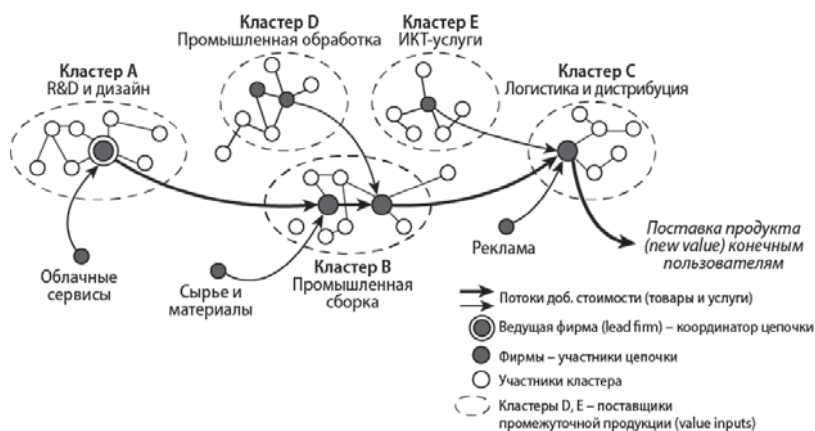 Кластер D
Промышленная обработка
Кластер E
ИКТ-услуги
Кластер A
R&D и дизайн
Кластер C
Логистика и дистрибуция
Облачные
сервисы
Сырье и
материалы
Кластер B
Промышленная
сборка
Реклама
Поставка продукта
(new value) конечным
пользователям
Потоки доб. стоимости (товары и услуги)
Ведущая фирма (lead firm) – координатор цепочки
Фирмы – участники цепочки
Участники кластера
Кластеры D, E – поставщики
промежуточной продукции (value inputs)